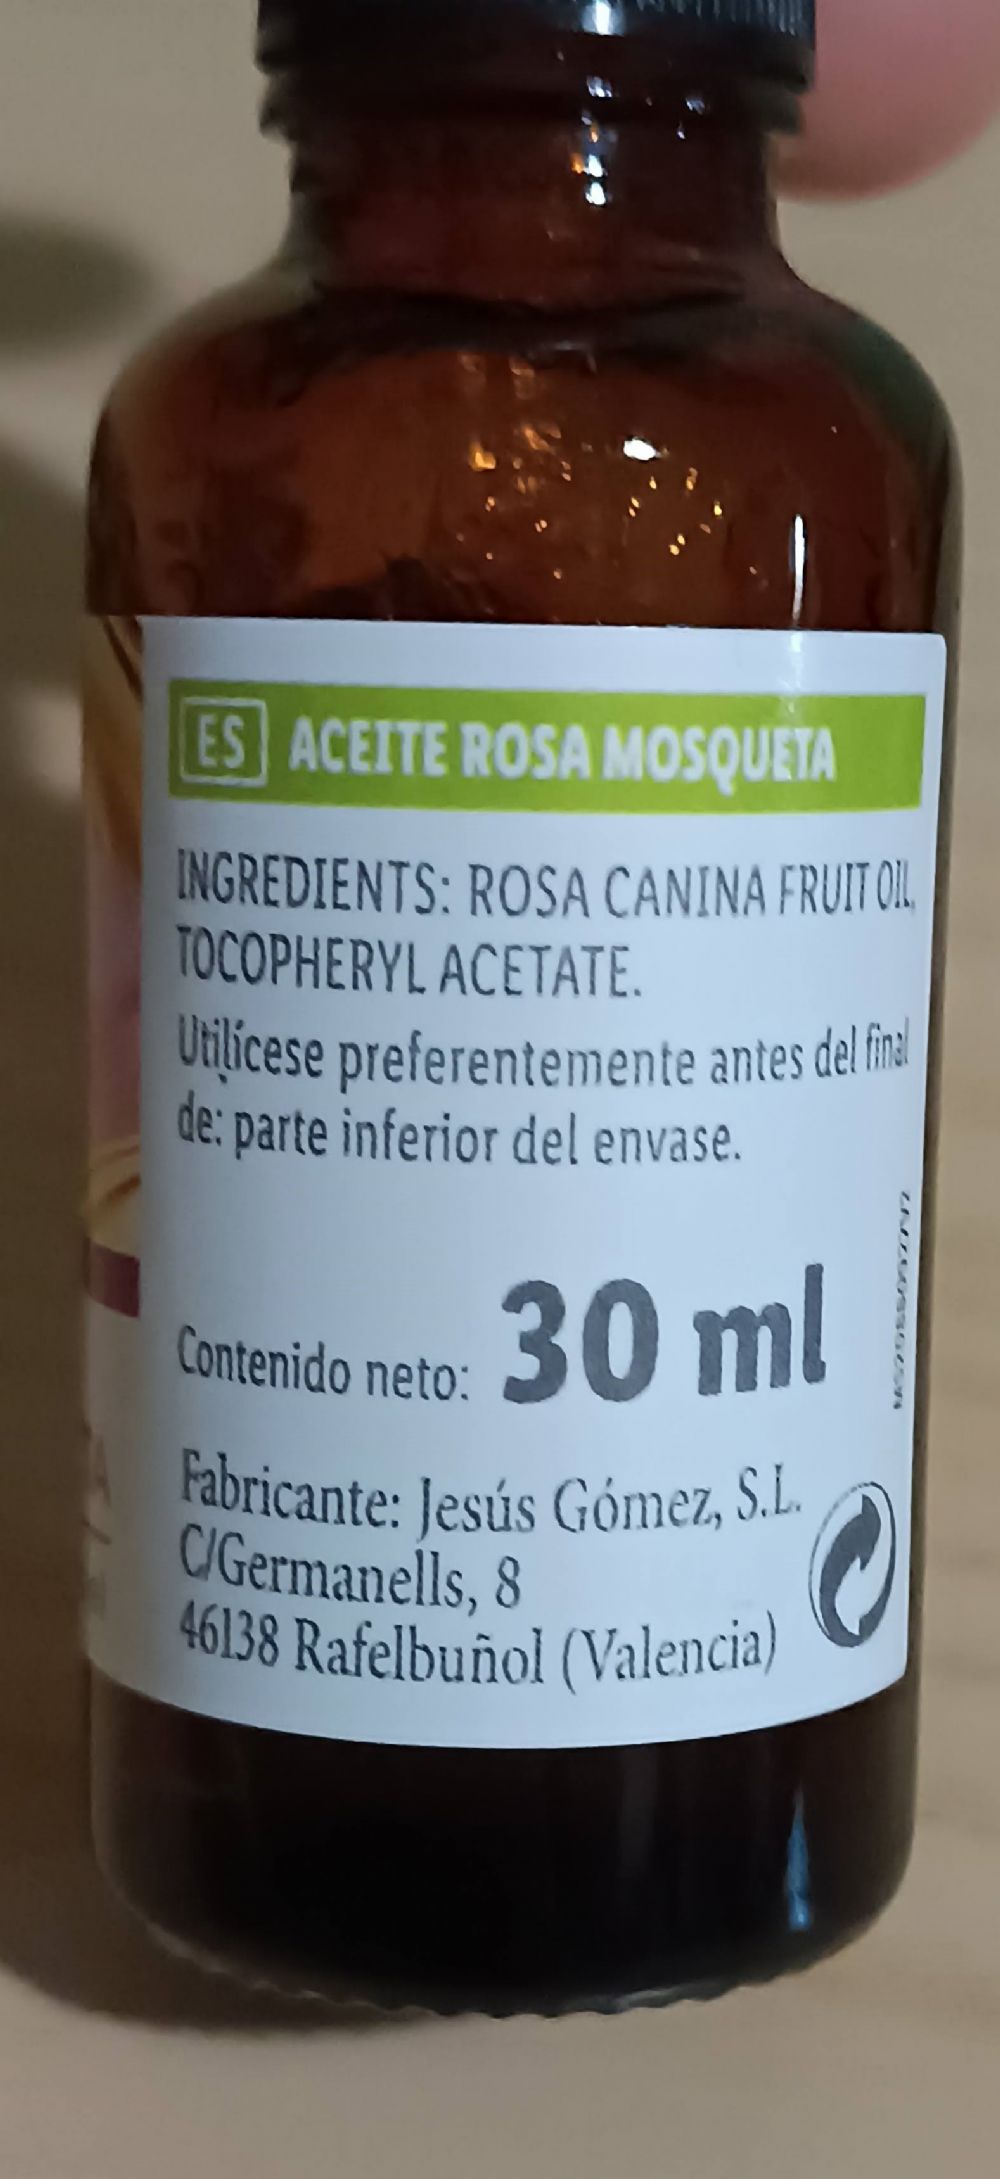 ES ACEITE ROSA MOSQUETA
INGREDIENTS: ROSA CANINA FRUIT OIL,
TOCOPHERYL ACETATE.
Utilícese preferentemente antes del final
de: parte inferior del envase.
Contenido neto: 30 ml
Fabricante: Jesús Gómez, S.L.
C/Germanells, 8
46138 Rafelbuñol (Valencia)